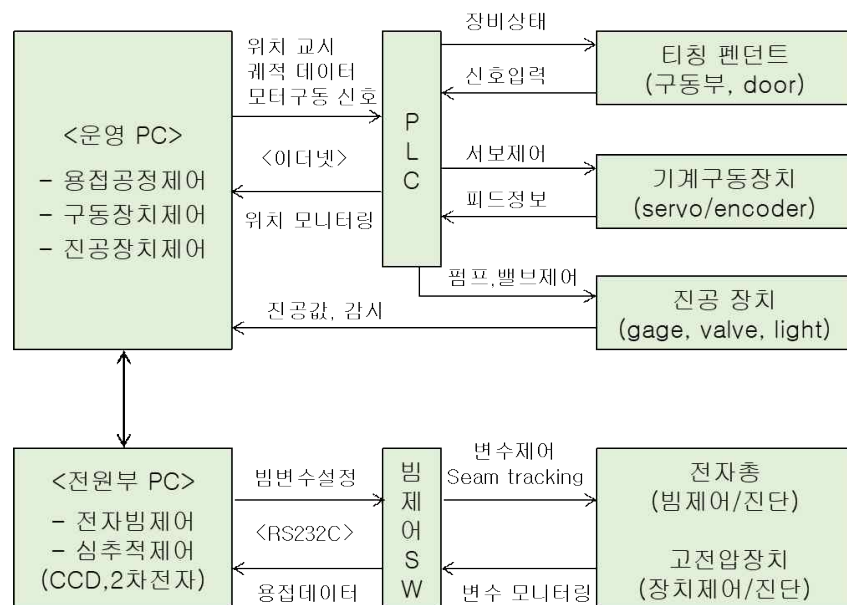 <운영 PC>
– 용접공정제어
– 구동장치제어
– 진공장치제어
위치 교시
궤적 데이터
모터구동 신호
<이더넷>
위치 모니터링
P
L
C
장비상태
신호입력
티칭 펜던트
(구동부, door)
서보제어
피드정보
기계구동장치
(servo/encoder)
펌프,밸브제어
진공값, 감시
진공 장치
(gage, valve, light)
<전원부 PC>
– 전자빔제어
– 심추적제어
(CCD,2차전자)
빔변수설정
<RS232C>
용접데이터
빔
제
어
S
W
변수제어
Seam tracking
변수 모니터링
전자총
(빔제어/진단)
고전압장치
(장치제어/진단)